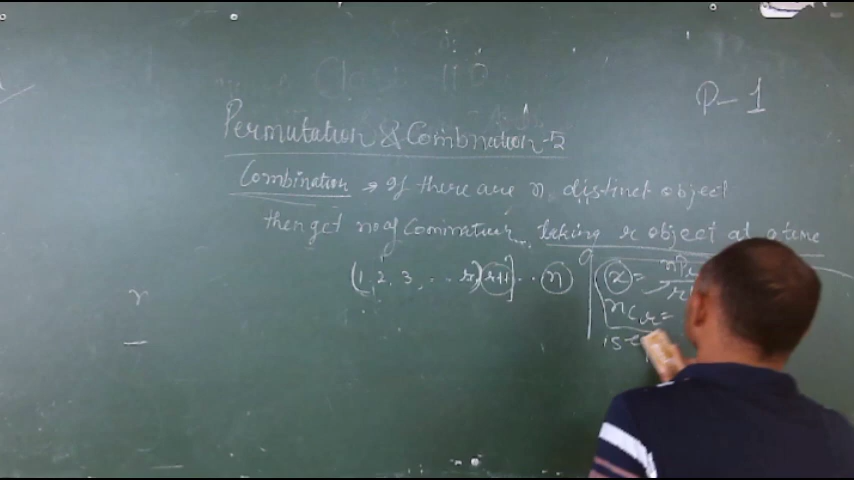 P-1
Permutation & Combination-2
Combination → If there are n distinct object
then get no of taking r object at a time
(1, 2, 3, .. r)(r+1].. n
x = nPr
r
nCr =
r